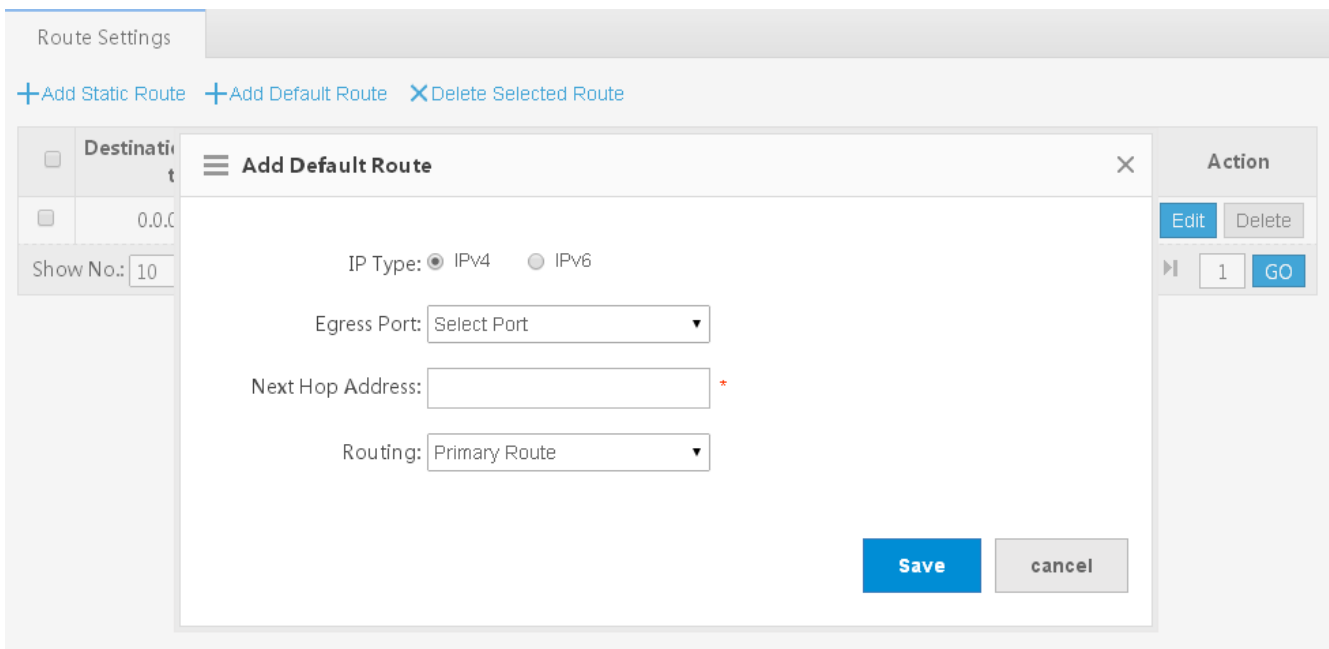 Route Settings
Add Static Route Add Default Route Delete Selected Route
Add Default Route
Action
Edit Delete
IP Type: IPv4 IPv6
Show No.: 10
1 GO
Egress Port: Select Port
Next Hop Address: *
Routing: Primary Route
Save cancel